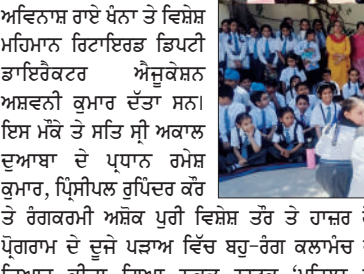 ਅਵਿਨਾਸ਼ ਰਾਏ ਖੰਨਾ ਤੇ ਵਿਸ਼ੇਸ਼
ਮਹਿਮਾਨ ਰਿਟਾਇਰਡ ਡਿਪਟੀ
ਡਾਇਰੈਕਟਰ ਐਜੂਕੇਸ਼ਨ
ਅਸ਼ਵਨੀ ਕੁਮਾਰ ਦੱਤਾ ਸਨ।
ਇਸ ਮੌਕੇ ਤੇ ਸਤਿ ਸ੍ਰੀ ਅਕਾਲ
ਦੁਆਬਾ ਦੇ ਪ੍ਰਧਾਨ ਰਮੇਸ਼
ਕੁਮਾਰ, ਪ੍ਰਿੰਸੀਪਲ ਰੁਪਿੰਦਰ ਕੌਰ
ਤੇ ਰੰਗਕਰਮੀ ਅਸ਼ੋਕ ਪੁਰੀ ਵਿਸ਼ੇਸ਼ ਤੌਰ ਤੇ ਹਾਜ਼ਰ
ਪ੍ਰੋਗਰਾਮ ਦੇ ਦੂਜੇ ਪੜਾਅ ਵਿੱਚ ਬਹੁ-ਰੰਗ ਕਲਾਮੰਚ